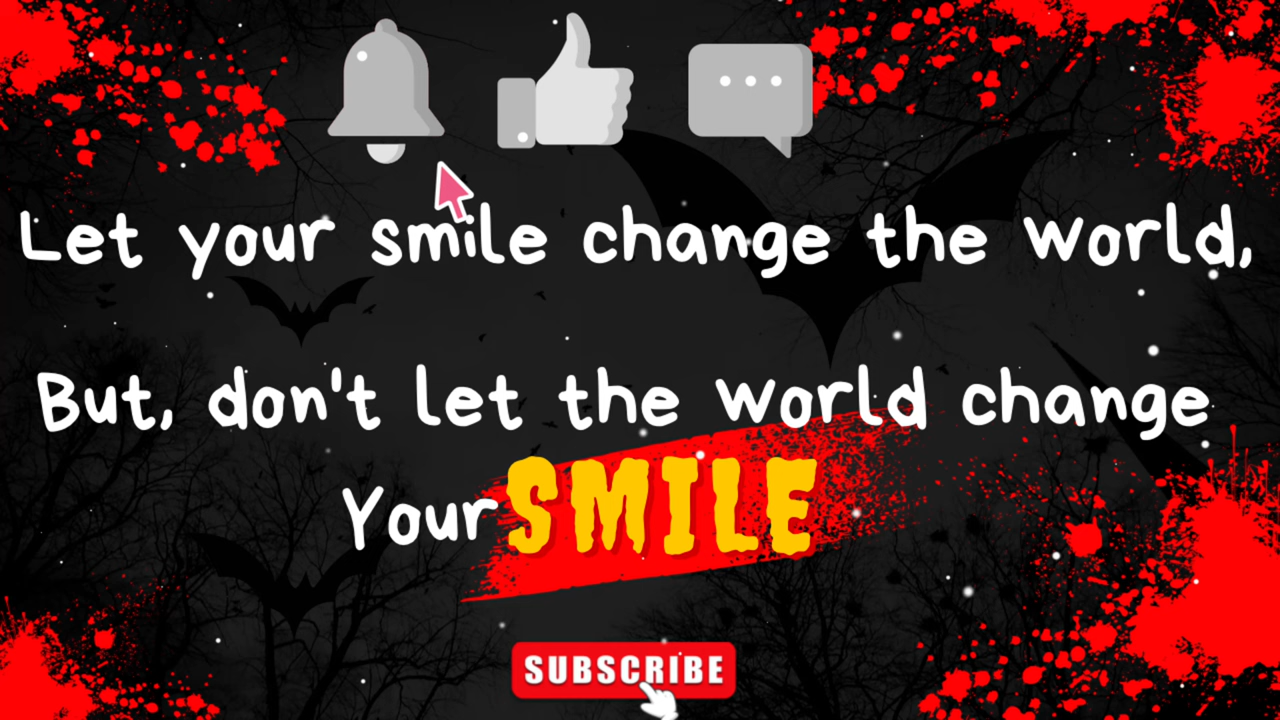 Let your smile change the world,
But, don't let the world change
Your SMILE
SUBSCRIBE